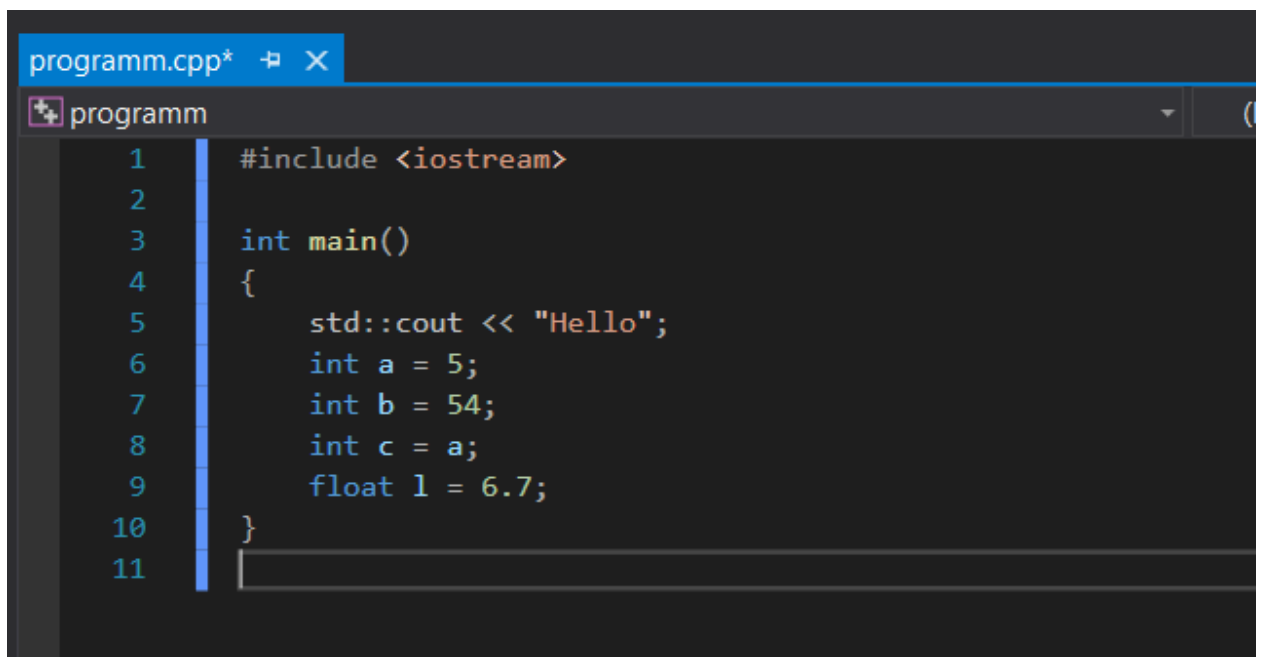 programm.cpp*
programm
1 #include <iostream>
2
3 int main()
4 {
5     std::cout << "Hello";
6     int a = 5;
7     int b = 54;
8     int c = a;
9     float l = 6.7;
10 }
11